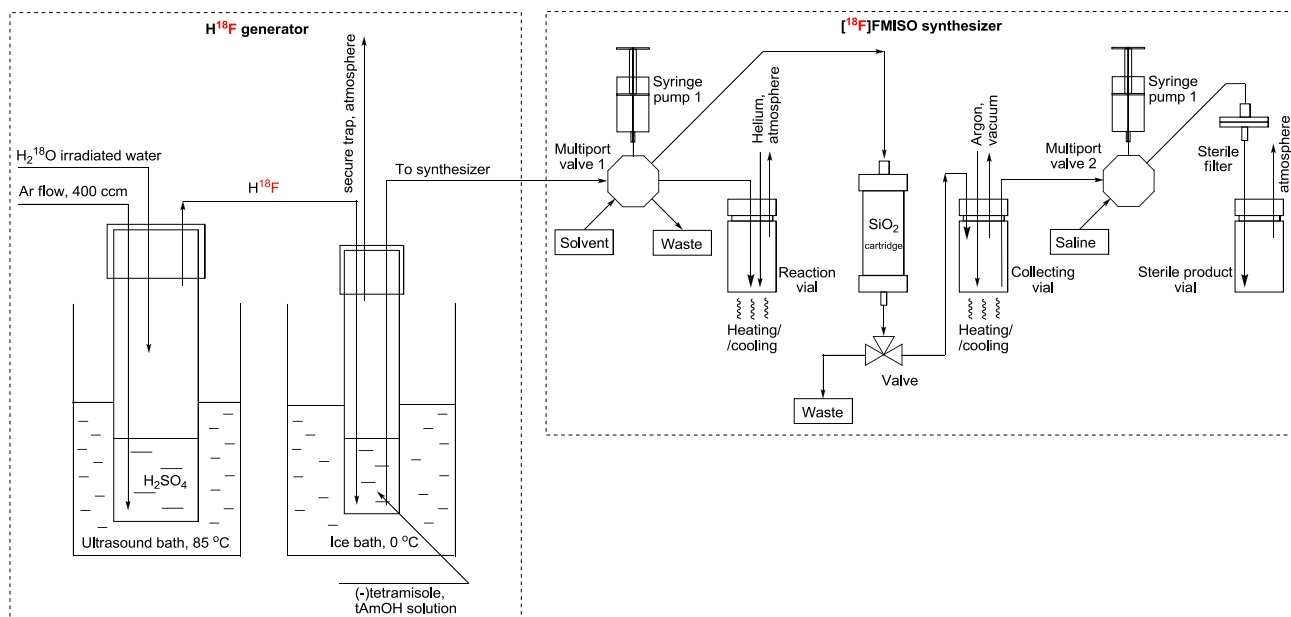 H¹⁸F generator
H₂¹⁸O irradiated water
Ar flow, 400 ccm
H¹⁸F
secure trap, atmosphere
To synthesizer
H₂SO₄
Ultrasound bath, 85 °C
Ice bath, 0 °C
(-)tetramisole,
tAmOH solution
[¹⁸F]FMISO synthesizer
Syringe
pump 1
Multiport
valve 1
Solvent
Waste
Helium,
atmosphere
Reaction
vial
Heating/
/cooling
SiO₂
cartridge
Valve
Waste
Argon,
vacuum
Collecting
vial
Heating/
/cooling
Syringe
pump 1
Multiport
valve 2
Saline
Sterile
filter
atmosphere
Sterile product
vial